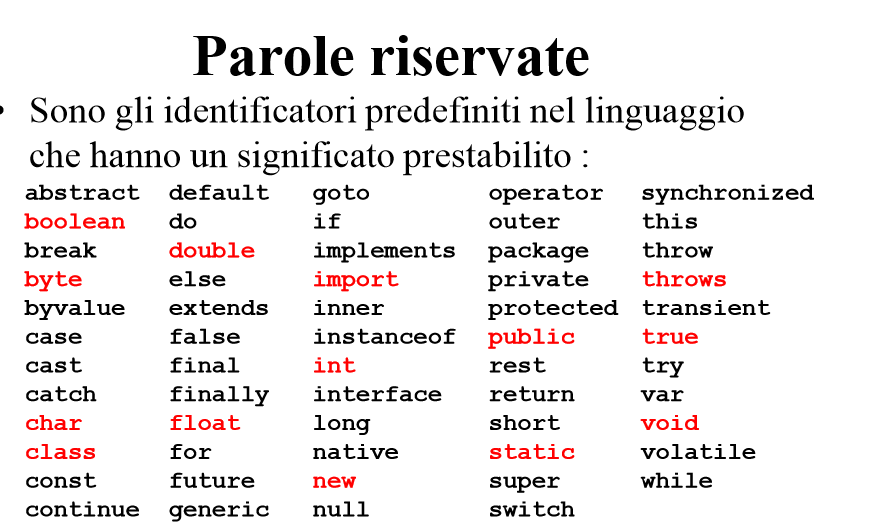 Parole riservate
• Sono gli identificatori predefiniti nel linguaggio
che hanno un significato prestabilito :
abstract default goto operator synchronized
boolean do if outer this
break double implements package throw
byte else import private throws
byvalue extends inner protected transient
case false instanceof public true
cast final int rest try
catch finally interface return var
char float long short void
class for native static volatile
const future new super while
continue generic null switch